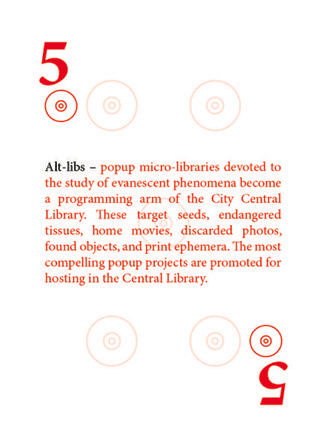 5
Alt-libs – popup micro-libraries devoted to
the study of evanescent phenomena become
a programming arm of the City Central
Library. These target seeds, endangered
tissues, home movies, discarded photos,
found objects, and print ephemera. The most
compelling popup projects are promoted for
hosting in the Central Library.
5